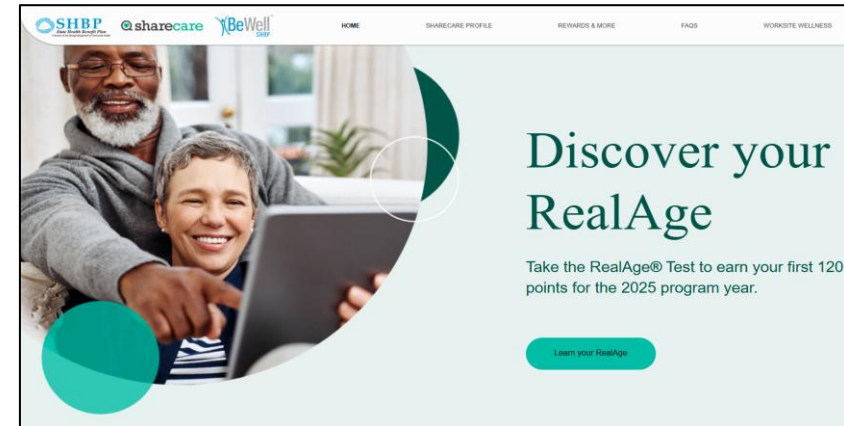 SHBP
State Health Benefit Plan
sharecare
BeWell
SHBP
HOME
SHARECARE PROFILE
REWARDS & MORE
FAQS
WORKSITE WELLNESS
Discover your
RealAge
Take the RealAge® Test to earn your first 120
points for the 2025 program year.
Learn your RealAge